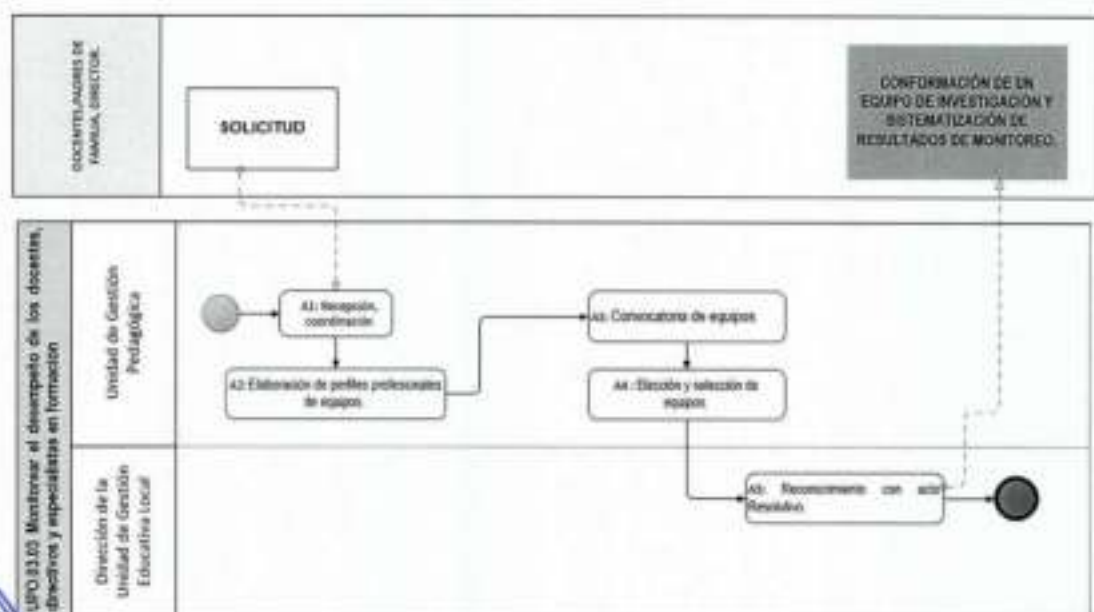 DOCENTES,PADRES DE
FAMILIA, DIRECTOR.
SOLICITUD
CONFORMACIÓN DE UN
EQUIPO DE INVESTIGACIÓN Y
SISTEMATIZACIÓN DE
RESULTADOS DE MONITOREO.
03.03 Monitorear el desempeño de los docentes,
directivos y especialistas en formacion
Unidad de Gestión
Pedagógica
A1: Recepción,
coordinación
A2: Elaboración de perfiles profesionales
de equipos
A3: Convocatoria de equipos
A4 : Elección y selección de
equipos
Dirección de la
Unidad de Gestión
Educativa Local
A5: Reconocimiento con acto
Resolutivo.